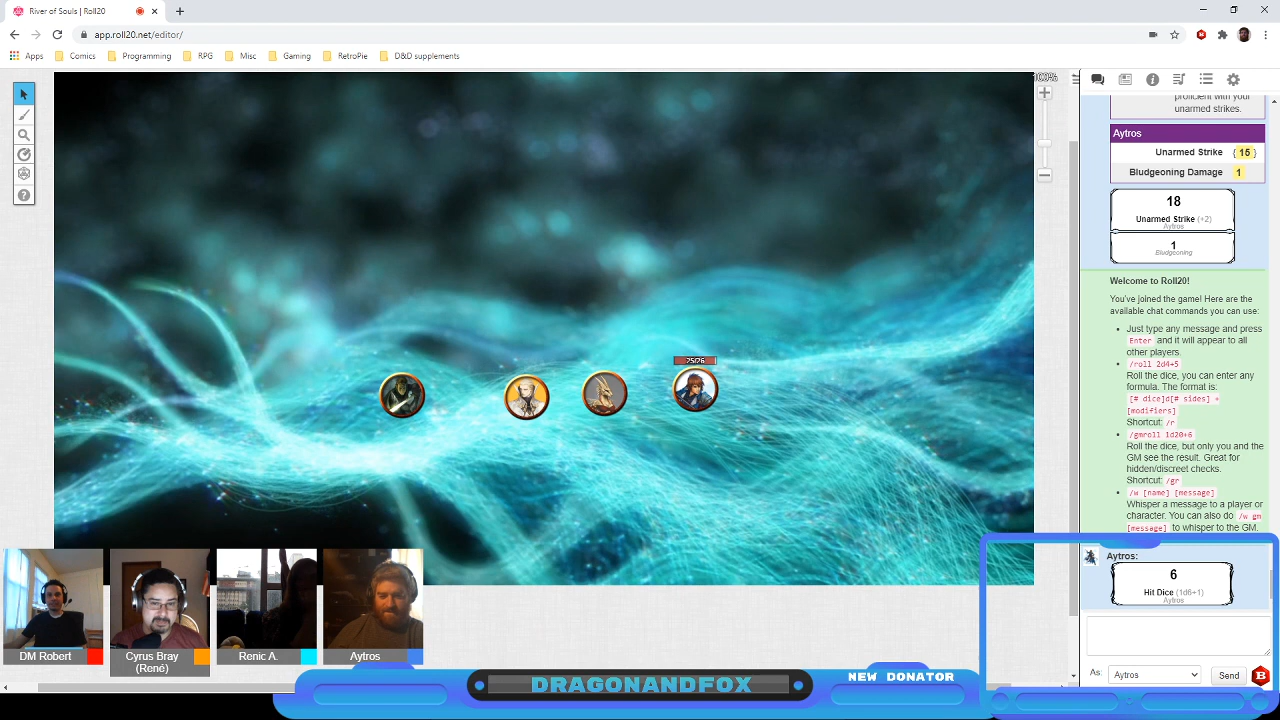 River of Souls | Roll20
app.roll20.net/editor/
Apps
Comics
Programming
RPG
Misc
Gaming
RetroPie
D&D supplements
proficient with your
unarmed strikes.
Aytros
Unarmed Strike {15}
Bludgeoning Damage 1
18
Unarmed Strike (+2)
Aytros
1
Bludgeoning
Welcome to Roll20!
You've joined the game! Here are the
available chat commands you can use:
• Just type any message and press
Enter and it will appear to all
other players.
• /roll 2d4+5
Roll the dice, you can enter any
formula. The format is:
[# dice]d[# sides] +
[modifiers]
Shortcut: /r
• /gmroll 1d20+6
Roll the dice, but only you and the
GM see the result. Great for
hidden/discreet checks.
Shortcut: /gr
• /w [name] [message]
Whisper a message to a player or
character. You can also do /w gm
[message] to whisper to the GM.
Aytros:
6
Hit Dice (1d6+1)
Aytros
As:
Aytros
Send
25/26
DM Robert
Cyrus Bray
(René)
Renic A.
Aytros
DRAGONANDFOX
NEW DONATOR